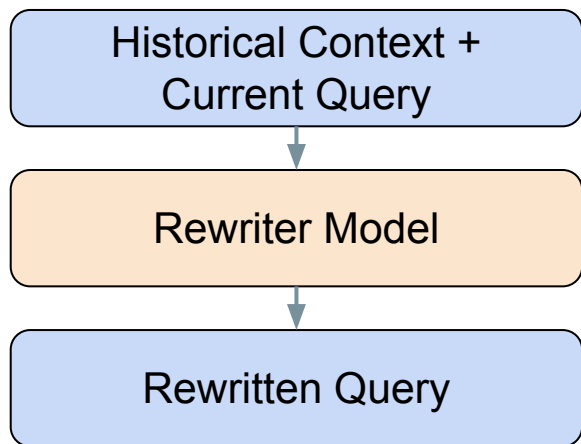 Historical Context +
Current Query
Rewriter Model
Rewritten Query